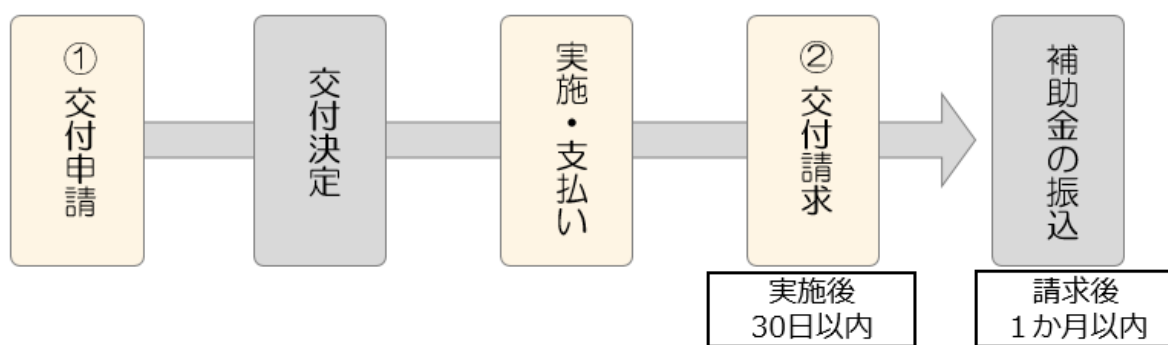 ① 交付申請
交付決定
実施・支払い
② 交付請求
補助金の振込
実施後
30日以内
請求後
１か月以内